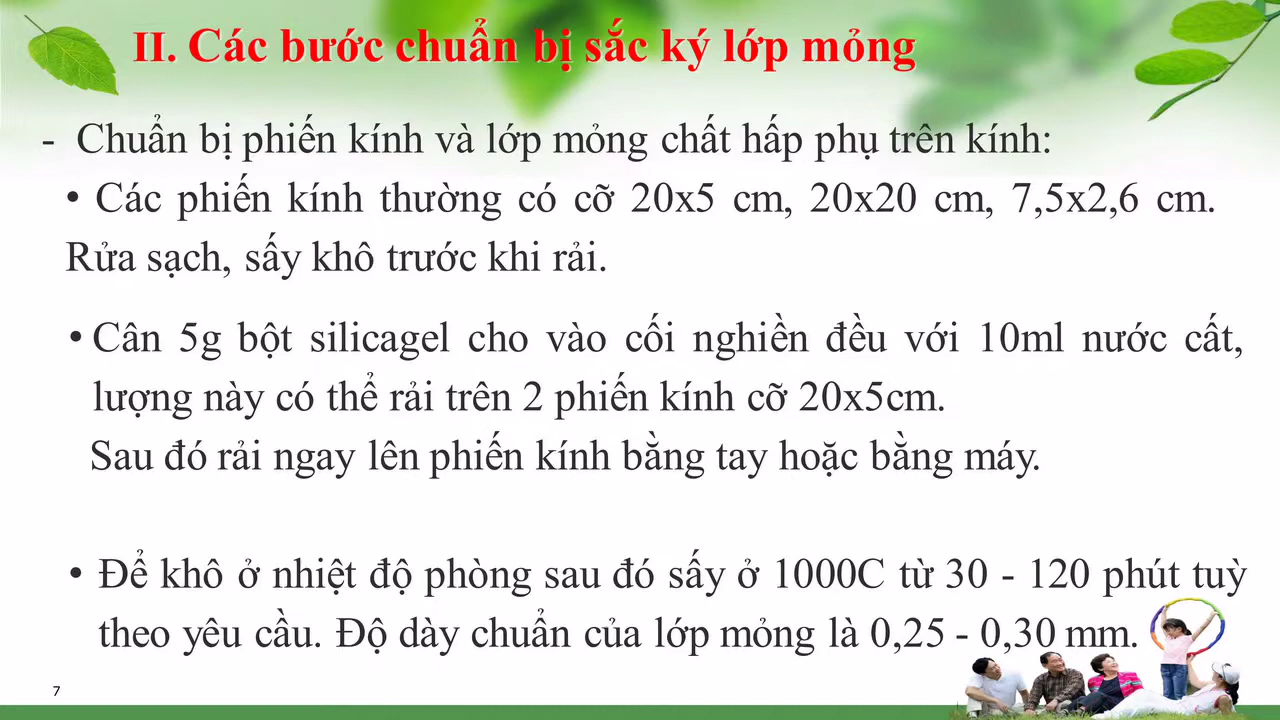 II. Các bước chuẩn bị sắc ký lớp mỏng
- Chuẩn bị phiến kính và lớp mỏng chất hấp phụ trên kính:
• Các phiến kính thường có cỡ 20x5 cm, 20x20 cm, 7,5x2,6 cm.
Rửa sạch, sấy khô trước khi rải.
• Cân 5g bột silicagel cho vào cối nghiền đều với 10ml nước cất,
lượng này có thể rải trên 2 phiến kính cỡ 20x5cm.
Sau đó rải ngay lên phiến kính bằng tay hoặc bằng máy.
• Để khô ở nhiệt độ phòng sau đó sấy ở 1000C từ 30 - 120 phút tuỳ
theo yêu cầu. Độ dày chuẩn của lớp mỏng là 0,25 - 0,30 mm.
7